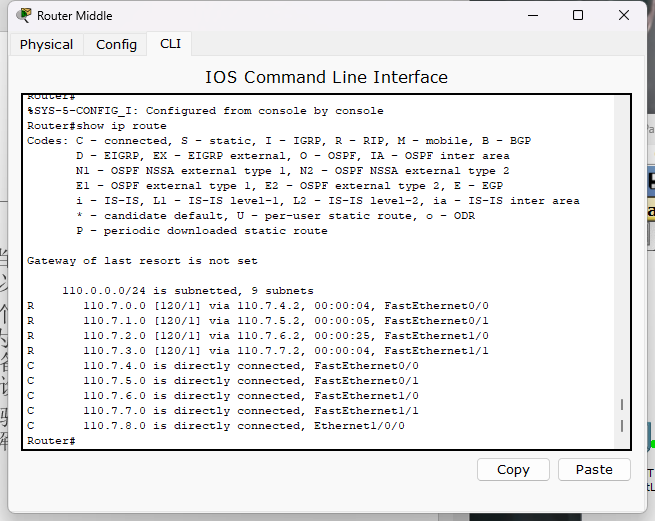 Router Middle
Physical Config CLI
IOS Command Line Interface
Router#
%SYS-5-CONFIG_I: Configured from console by console
Router#show ip route
Codes: C - connected, S - static, I - IGRP, R - RIP, M - mobile, B - BGP
D - EIGRP, EX - EIGRP external, O - OSPF, IA - OSPF inter area
N1 - OSPF NSSA external type 1, N2 - OSPF NSSA external type 2
E1 - OSPF external type 1, E2 - OSPF external type 2, E - EGP
i - IS-IS, L1 - IS-IS level-1, L2 - IS-IS level-2, ia - IS-IS inter area
* - candidate default, U - per-user static route, o - ODR
P - periodic downloaded static route
Gateway of last resort is not set
110.0.0.0/24 is subnetted, 9 subnets
R 110.7.0.0 [120/1] via 110.7.4.2, 00:00:04, FastEthernet0/0
R 110.7.1.0 [120/1] via 110.7.5.2, 00:00:05, FastEthernet0/1
R 110.7.2.0 [120/1] via 110.7.6.2, 00:00:25, FastEthernet1/0
R 110.7.3.0 [120/1] via 110.7.7.2, 00:00:04, FastEthernet1/1
C 110.7.4.0 is directly connected, FastEthernet0/0
C 110.7.5.0 is directly connected, FastEthernet0/1
C 110.7.6.0 is directly connected, FastEthernet1/0
C 110.7.7.0 is directly connected, FastEthernet1/1
C 110.7.8.0 is directly connected, Ethernet1/0/0
Router#
Copy Paste